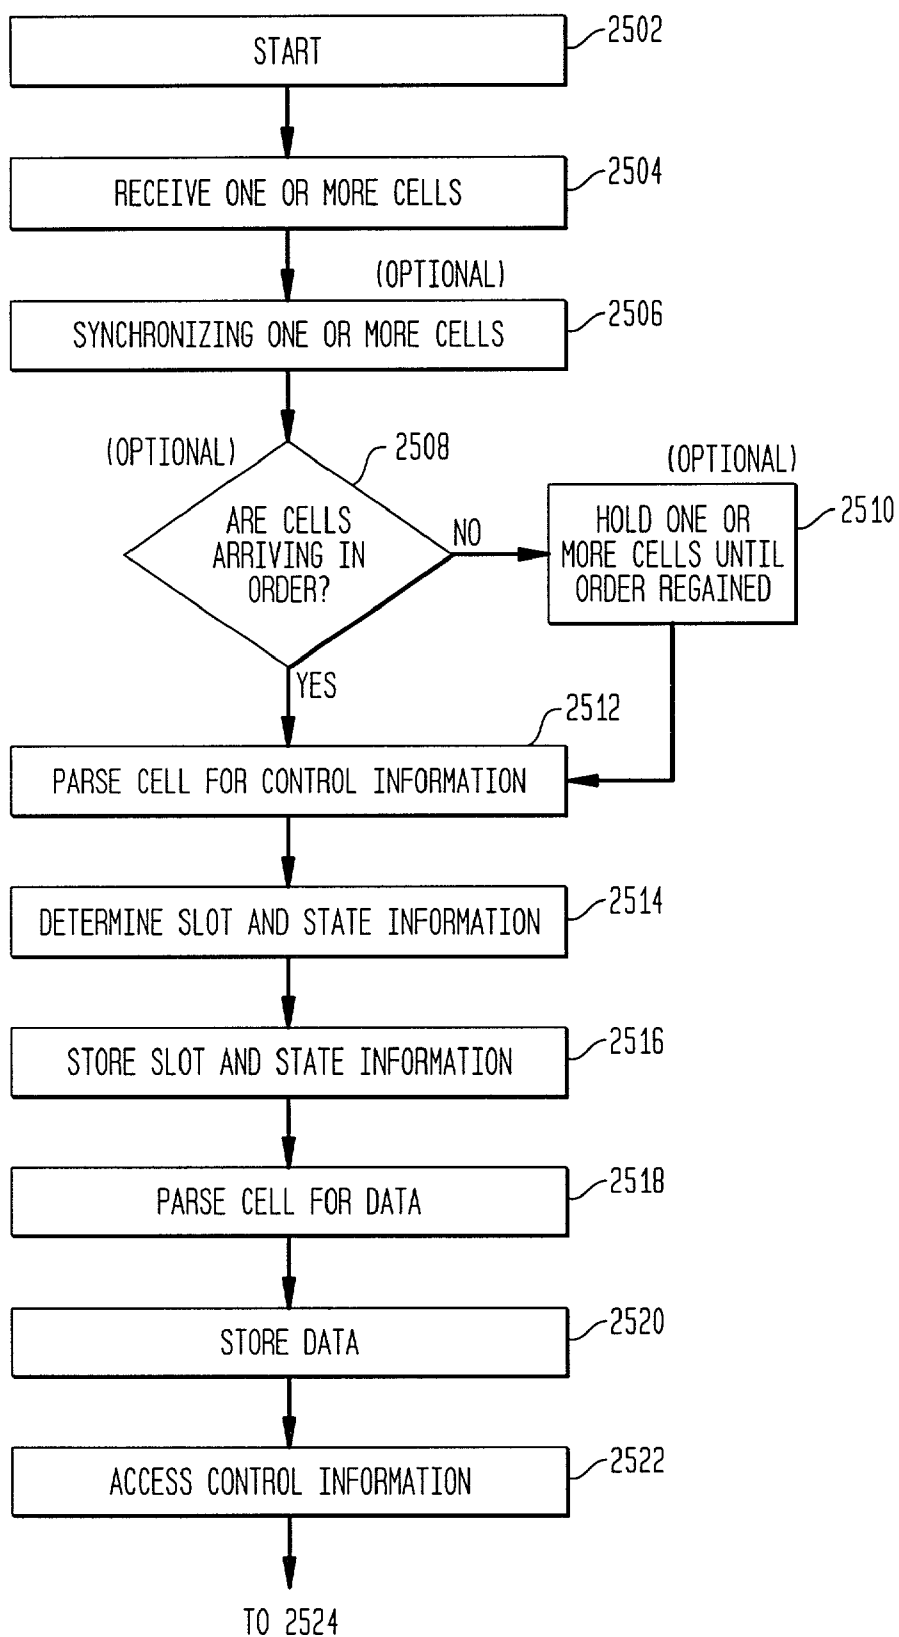 START
2502
RECEIVE ONE OR MORE CELLS
2504
(OPTIONAL)
SYNCHRONIZING ONE OR MORE CELLS
2506
(OPTIONAL)
2508
ARE CELLS
ARRIVING IN
ORDER?
NO
(OPTIONAL)
HOLD ONE OR
MORE CELLS UNTIL
ORDER REGAINED
2510
YES
2512
PARSE CELL FOR CONTROL INFORMATION
DETERMINE SLOT AND STATE INFORMATION
2514
STORE SLOT AND STATE INFORMATION
2516
PARSE CELL FOR DATA
2518
STORE DATA
2520
ACCESS CONTROL INFORMATION
2522
TO 2524